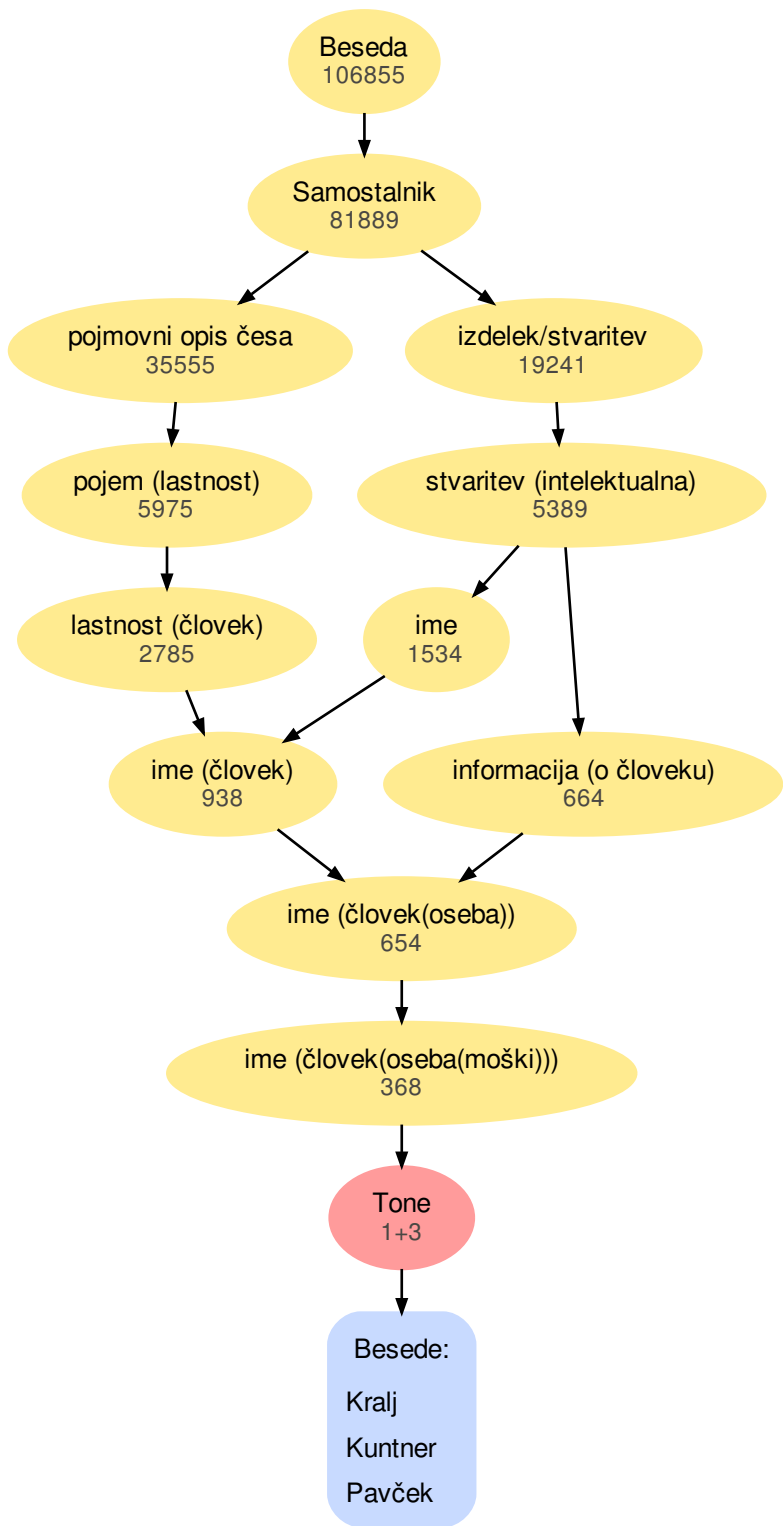 Beseda
106855
Samostalnik
81889
pojmovni opis česa
35555
izdelek/stvaritev
19241
pojem (lastnost)
5975
stvaritev (intelektualna)
5389
lastnost (človek)
2785
ime
1534
ime (človek)
938
informacija (o človeku)
664
ime (človek(oseba))
654
ime (človek(oseba(moški)))
368
Tone
1+3
Besede:
Kralj
Kuntner
Pavček